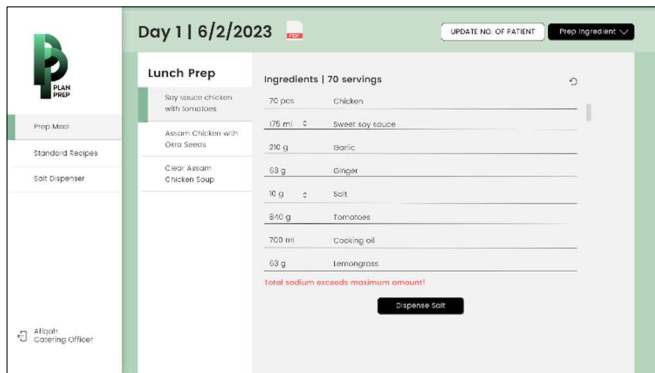 PLAN
PREP
Prep Meal
Standard Recipes
Salt Dispenser
Afiqah
Catering Officer
Day 1 | 6/2/2023
PDF
UPDATE NO. OF PATIENT
Prep Ingredient
Lunch Prep
Soy sauce chicken
with tomatoes
Assam Chicken with
Okra Seeds
Clear Assam
Chicken Soup
Ingredients | 70 servings
70 pcs Chicken
175 ml Sweet soy sauce
210 g Garlic
63 g Ginger
10 g Salt
840 g Tomatoes
700 ml Cooking oil
63 g Lemongrass
Total sodium exceeds maximum amount!
Dispense Salt